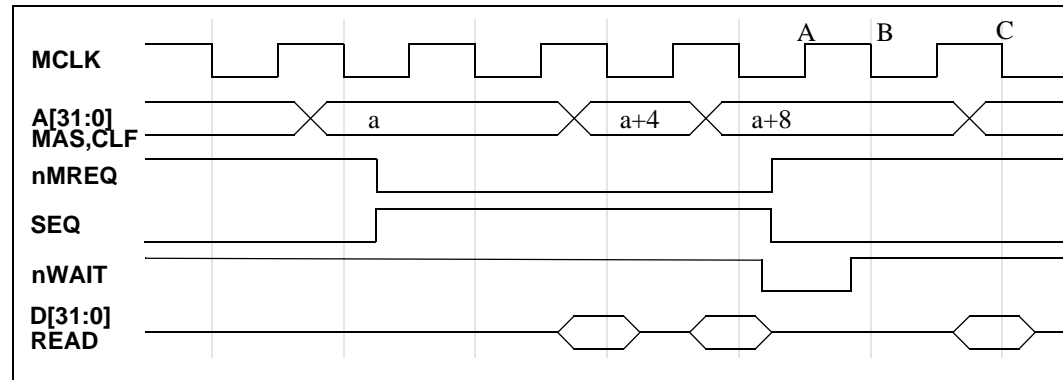 A B C
MCLK
A[31:0] a a+4 a+8
MAS,CLF
nMREQ
SEQ
nWAIT
D[31:0]
READ